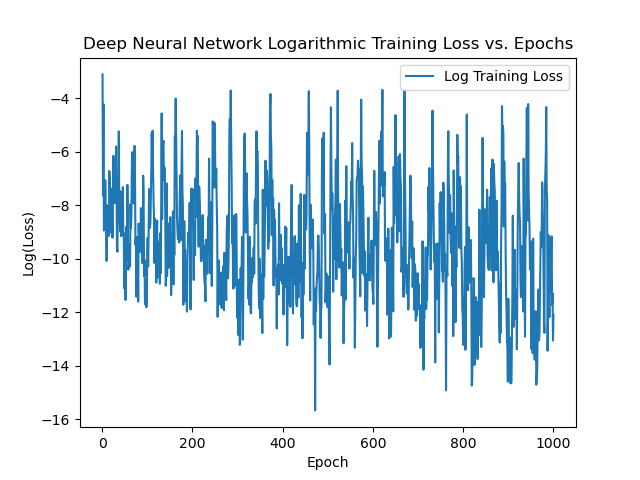 Deep Neural Network Logarithmic Training Loss vs. Epochs
Log Training Loss
−4
−6
−8
−10
−12
−14
−16
Log(Loss)
0 200 400 600 800 1000
Epoch